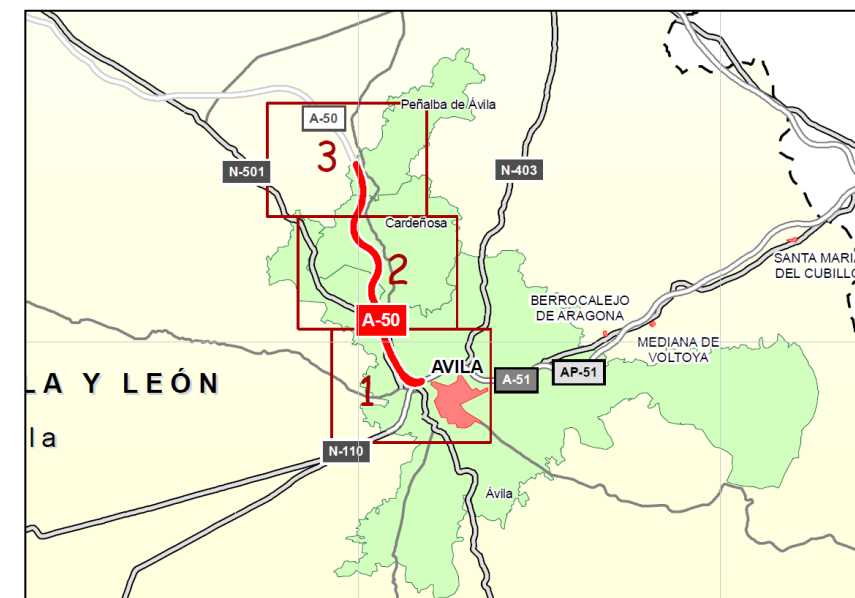 Peñalba de Ávila
A-50
3
N-501
N-403
Cardeñosa
2
SANTA MARIA
DEL CUBILLO
BERROCALEJO
DE ARAGONA
A-50
MEDIANA DE
VOLTOYA
AVILA
LA Y LEÓN
A-51
AP-51
1
la
N-110
Ávila